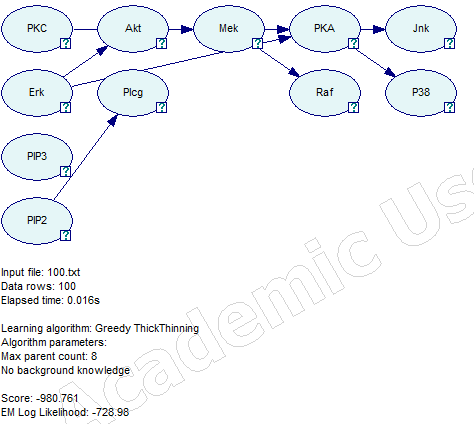 PKC Akt Mek PKA Jnk
? ? ? ? ?
Erk Plcg Raf P38
? ? ? ?
PIP3
?
PIP2
?
Input file: 100.txt
Data rows: 100
Elapsed time: 0.016s
Learning algorithm: Greedy ThickThinning
Algorithm parameters:
Max parent count: 8
No background knowledge
Score: -980.761
EM Log Likelihood: -728.98
Academic Use